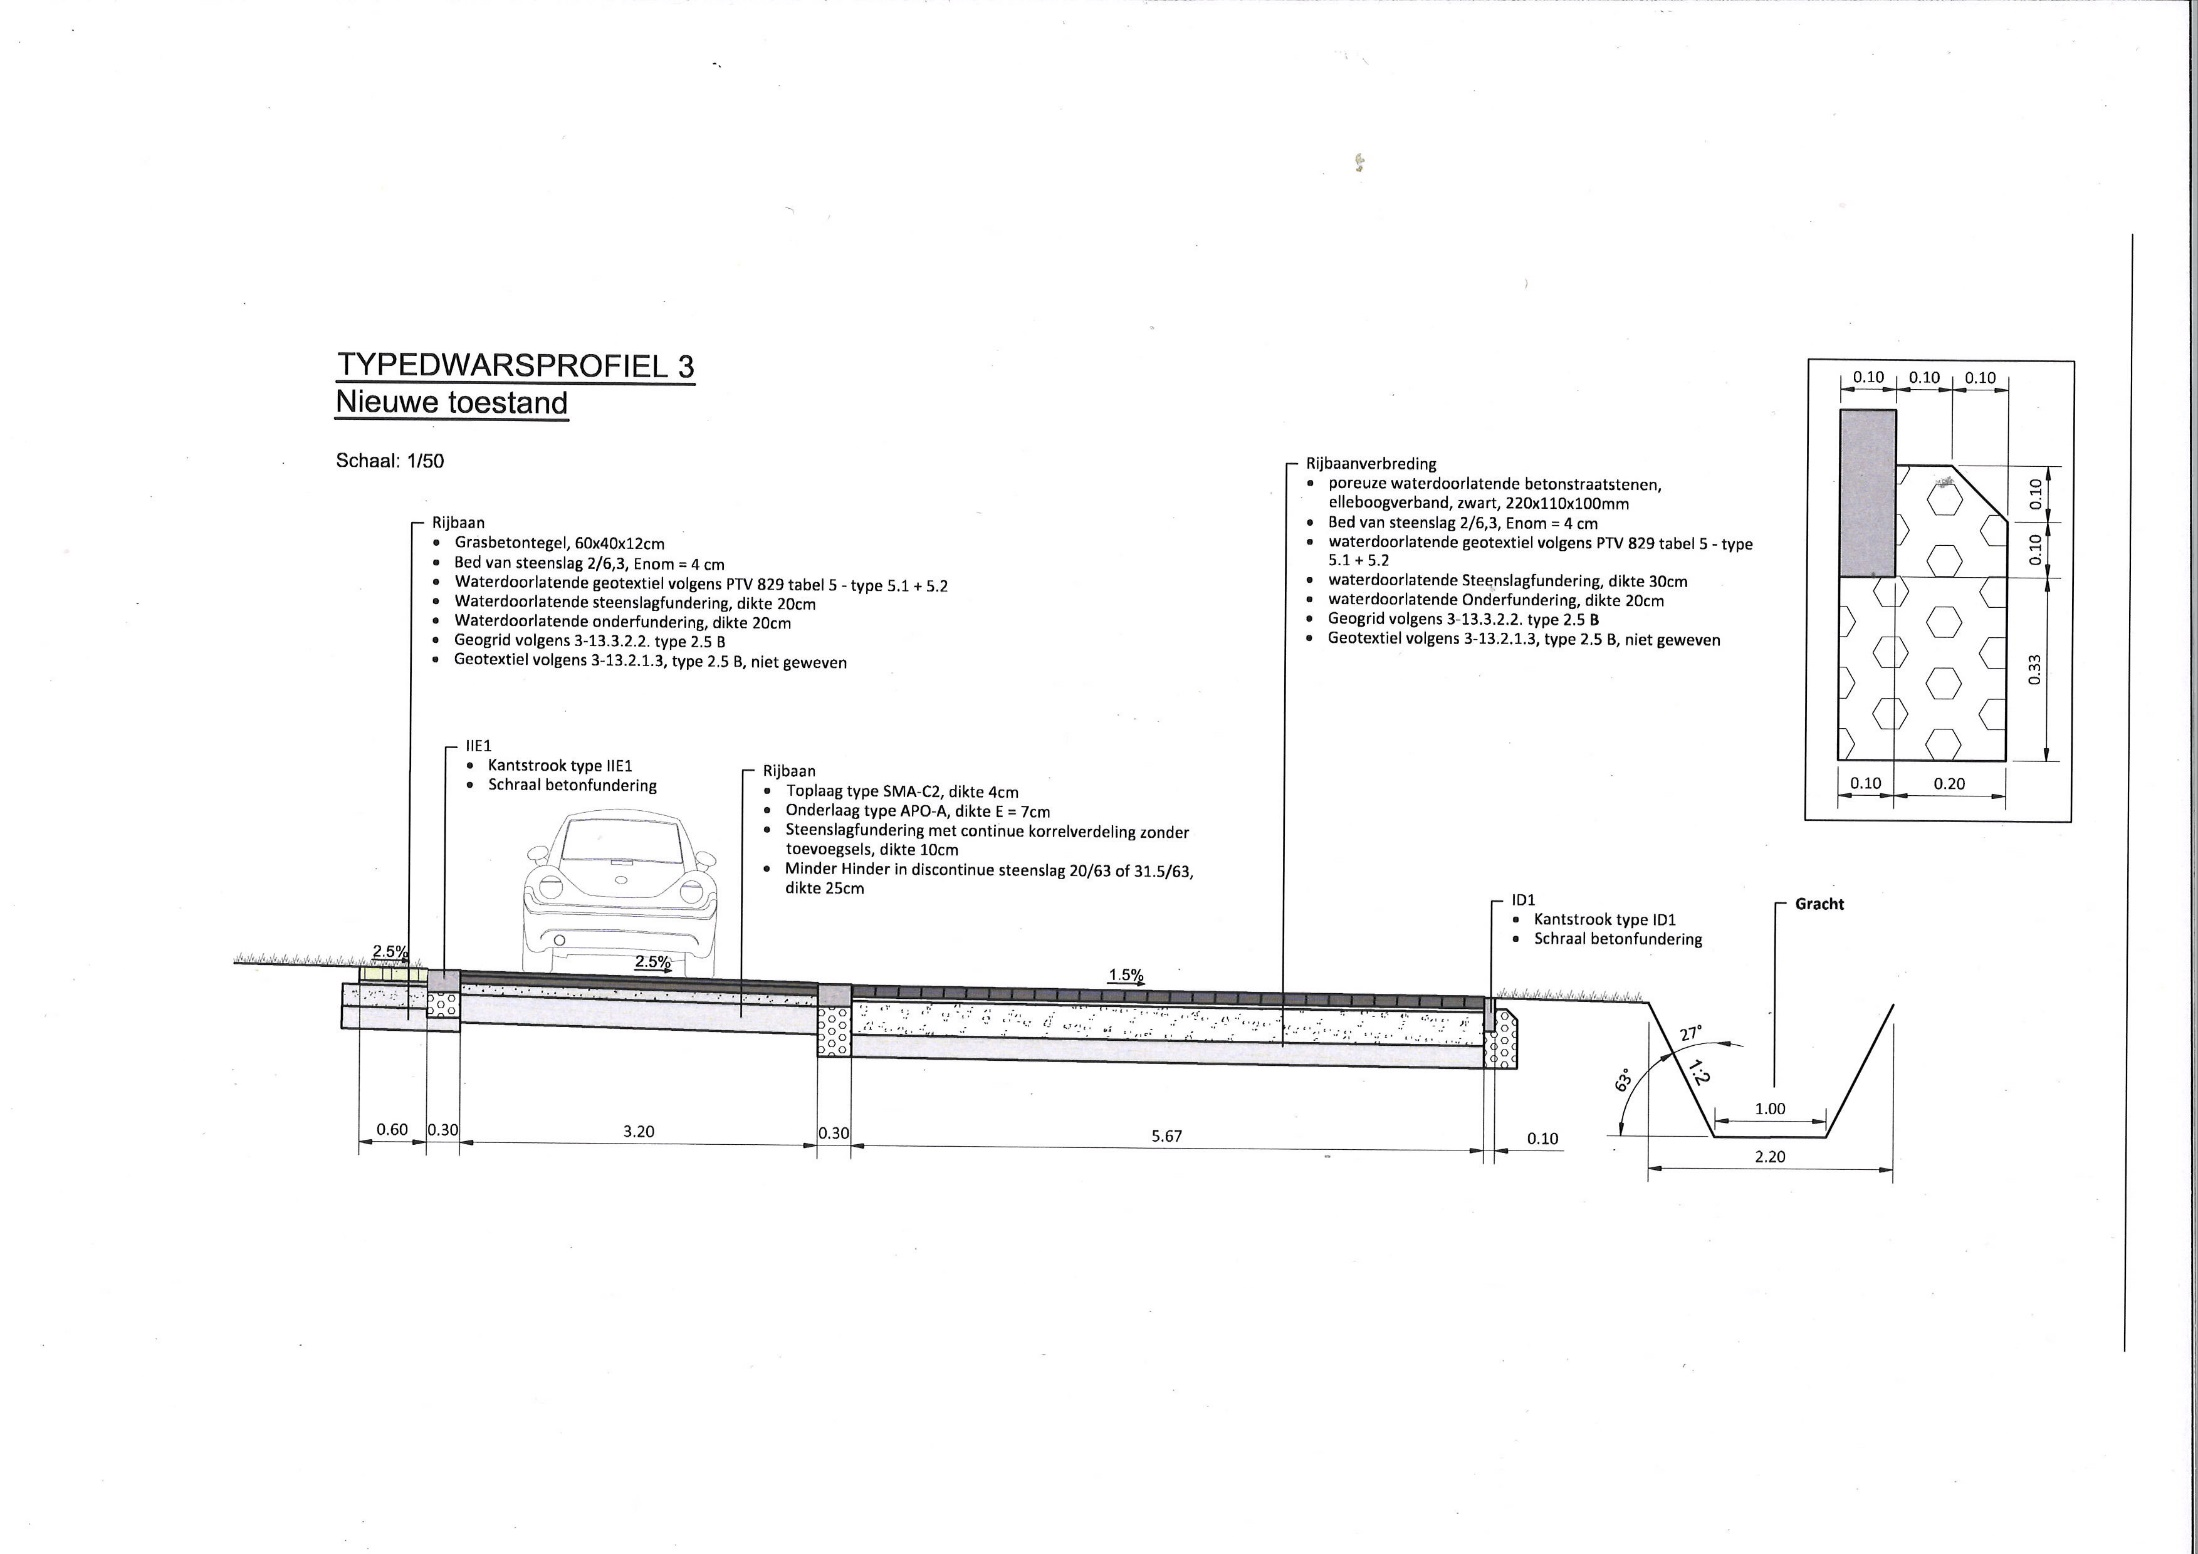 TYPEDWARSPROFIEL 3
Nieuwe toestand
Schaal: 1/50
Rijbaan
• Grasbetontegel, 60x40x12cm
• Bed van steenslag 2/6,3, Enom = 4 cm
• Waterdoorlatende geotextiel volgens PTV 829 tabel 5 - type 5.1 + 5.2
• Waterdoorlatende steenslagfundering, dikte 20cm
• Waterdoorlatende onderfundering, dikte 20cm
• Geogrid volgens 3-13.3.2.2. type 2.5 B
• Geotextiel volgens 3-13.2.1.3, type 2.5 B, niet geweven
IIE1
• Kantstrook type IIE1
• Schraal betonfundering
Rijbaan
• Toplaag type SMA-C2, dikte 4cm
• Onderlaag type APO-A, dikte E = 7cm
• Steenslagfundering met continue korrelverdeling zonder
toevoegsels, dikte 10cm
• Minder Hinder in discontinue steenslag 20/63 of 31.5/63,
dikte 25cm
Rijbaanverbreding
• poreuze waterdoorlatende betonstraatstenen,
elleboogverband, zwart, 220x110x100mm
• Bed van steenslag 2/6,3, Enom = 4 cm
• waterdoorlatende geotextiel volgens PTV 829 tabel 5 - type
5.1 + 5.2
• waterdoorlatende Steenslagfundering, dikte 30cm
• waterdoorlatende Onderfundering, dikte 20cm
• Geogrid volgens 3-13.3.2.2. type 2.5 B
• Geotextiel volgens 3-13.2.1.3, type 2.5 B, niet geweven
ID1
• Kantstrook type ID1
• Schraal betonfundering
Gracht
0.10 0.10 0.10
0.10
0.10
0.33
0.10 0.20
2.5%
2.5%
1.5%
27°
63°
1:2
1.00
2.20
0.60 0.30 3.20 0.30 5.67 0.10